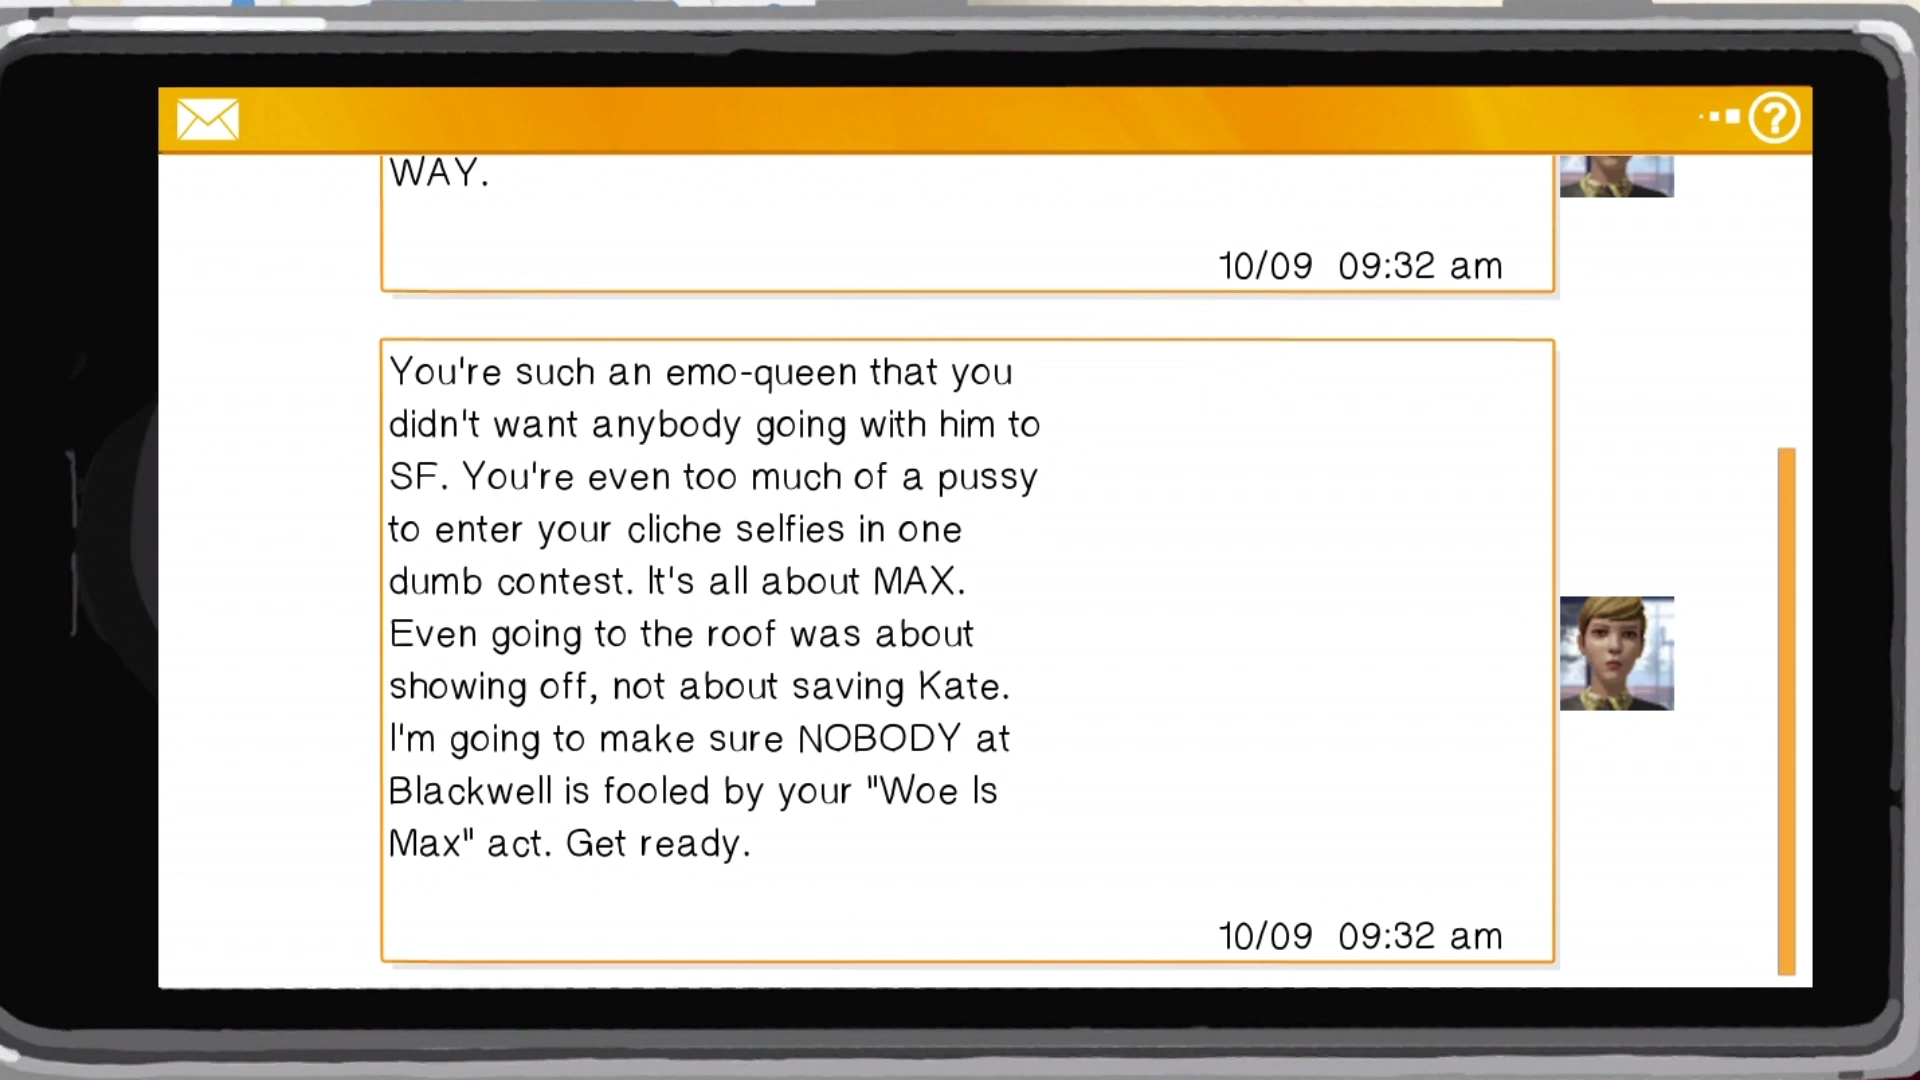 WAY.
10/09 09:32 am
You're such an emo-queen that you
didn't want anybody going with him to
SF. You're even too much of a pussy
to enter your cliche selfies in one
dumb contest. It's all about MAX.
Even going to the roof was about
showing off, not about saving Kate.
I'm going to make sure NOBODY at
Blackwell is fooled by your "Woe Is
Max" act. Get ready.
10/09 09:32 am